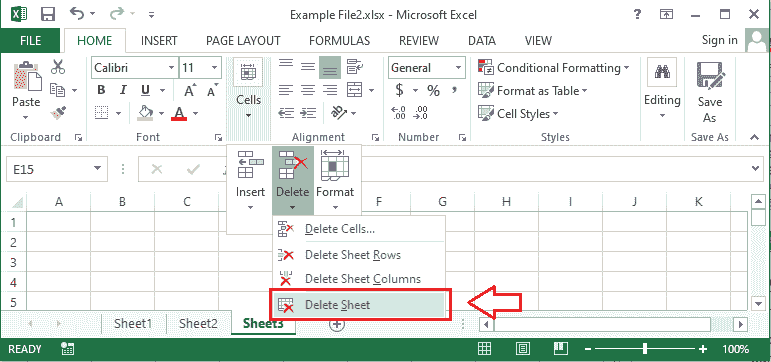 Example File2.xlsx - Microsoft Excel
?
FILE HOME INSERT PAGE LAYOUT FORMULAS REVIEW DATA VIEW Sign in
Calibri 11 General Conditional Formatting
Paste B I U A A Cells $ % , Format as Table Editing Save As
A Cell Styles
Clipboard Font Alignment Number Styles Save As
E15
Insert Delete Format
A B C F G H I J K
1
2
3
4
5
Delete Cells...
Delete Sheet Rows
Delete Sheet Columns
Delete Sheet
Sheet1 Sheet2 Sheet3
READY 100%